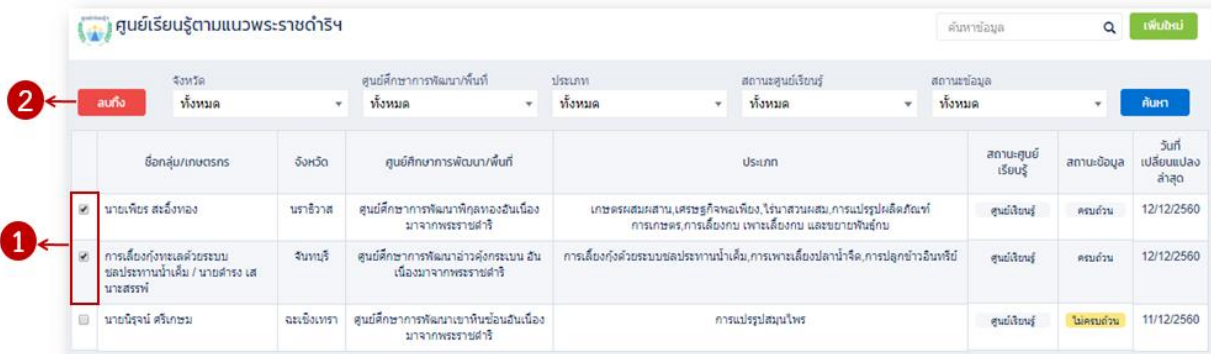 ศูนย์เรียนรู้ตามแนวพระราชดำริฯ
ค้นหาข้อมูล
เพิ่มใหม่
2
ลบทิ้ง
จังหวัด
ทั้งหมด
ศูนย์ศึกษาการพัฒนา/พื้นที่
ทั้งหมด
ประเภท
ทั้งหมด
สถานะศูนย์เรียนรู้
ทั้งหมด
สถานะข้อมูล
ทั้งหมด
ค้นหา
ชื่อกลุ่ม/เกษตรกร
จังหวัด
ศูนย์ศึกษาการพัฒนา/พื้นที่
ประเภท
สถานะศูนย์
เรียนรู้
สถานะข้อมูล
วันที่
เปลี่ยนแปลง
ล่าสุด
1
นายเพียร สะอิ้งทอง
นราธิวาส
ศูนย์ศึกษาการพัฒนาพิกุลทองอันเนื่อง
มาจากพระราชดำริ
เกษตรผสมผสาน,เศรษฐกิจพอเพียง,ไร่นาสวนผสม,การแปรรูปผลิตภัณฑ์
การเกษตร,การเลี้ยงกบ เพาะเลี้ยงกบ และขยายพันธุ์กบ
ศูนย์เรียนรู้
ครบถ้วน
12/12/2560
การเลี้ยงกุ้งทะเลด้วยระบบ
ชลประทานน้ำเค็ม / นายดำรง เส
นาะสรรพ์
จันทบุรี
ศูนย์ศึกษาการพัฒนาอ่าวคุ้งกระเบน อัน
เนื่องมาจากพระราชดำริ
การเลี้ยงกุ้งด้วยระบบชลประทานน้ำเค็ม,การเพาะเลี้ยงปลาน้ำจืด,การปลูกข้าวอินทรีย์
ศูนย์เรียนรู้
ครบถ้วน
12/12/2560
นายนิรุจน์ ศรีเกษม
ฉะเชิงเทรา
ศูนย์ศึกษาการพัฒนาเขาหินซ้อนอันเนื่อง
มาจากพระราชดำริ
การแปรรูปสมุนไพร
ศูนย์เรียนรู้
ไม่ครบถ้วน
11/12/2560